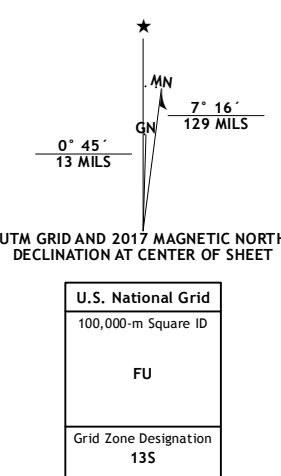 MN
7° 16´
129 MILS
GN
0° 45´
13 MILS
UTM GRID AND 2017 MAGNETIC NORTH
DECLINATION AT CENTER OF SHEET
U.S. National Grid
100,000-m Square ID
FU
Grid Zone Designation
13S